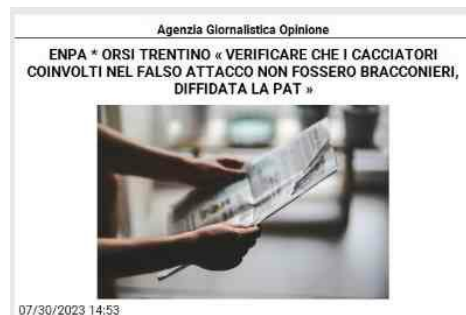 Agenzia Giornalistica Opinione
ENPA * ORSI TRENTINO « VERIFICARE CHE I CACCIATORI
COINVOLTI NEL FALSO ATTACCO NON FOSSERO BRACCONIERI,
DIFFIDATA LA PAT »
07/30/2023 14:53